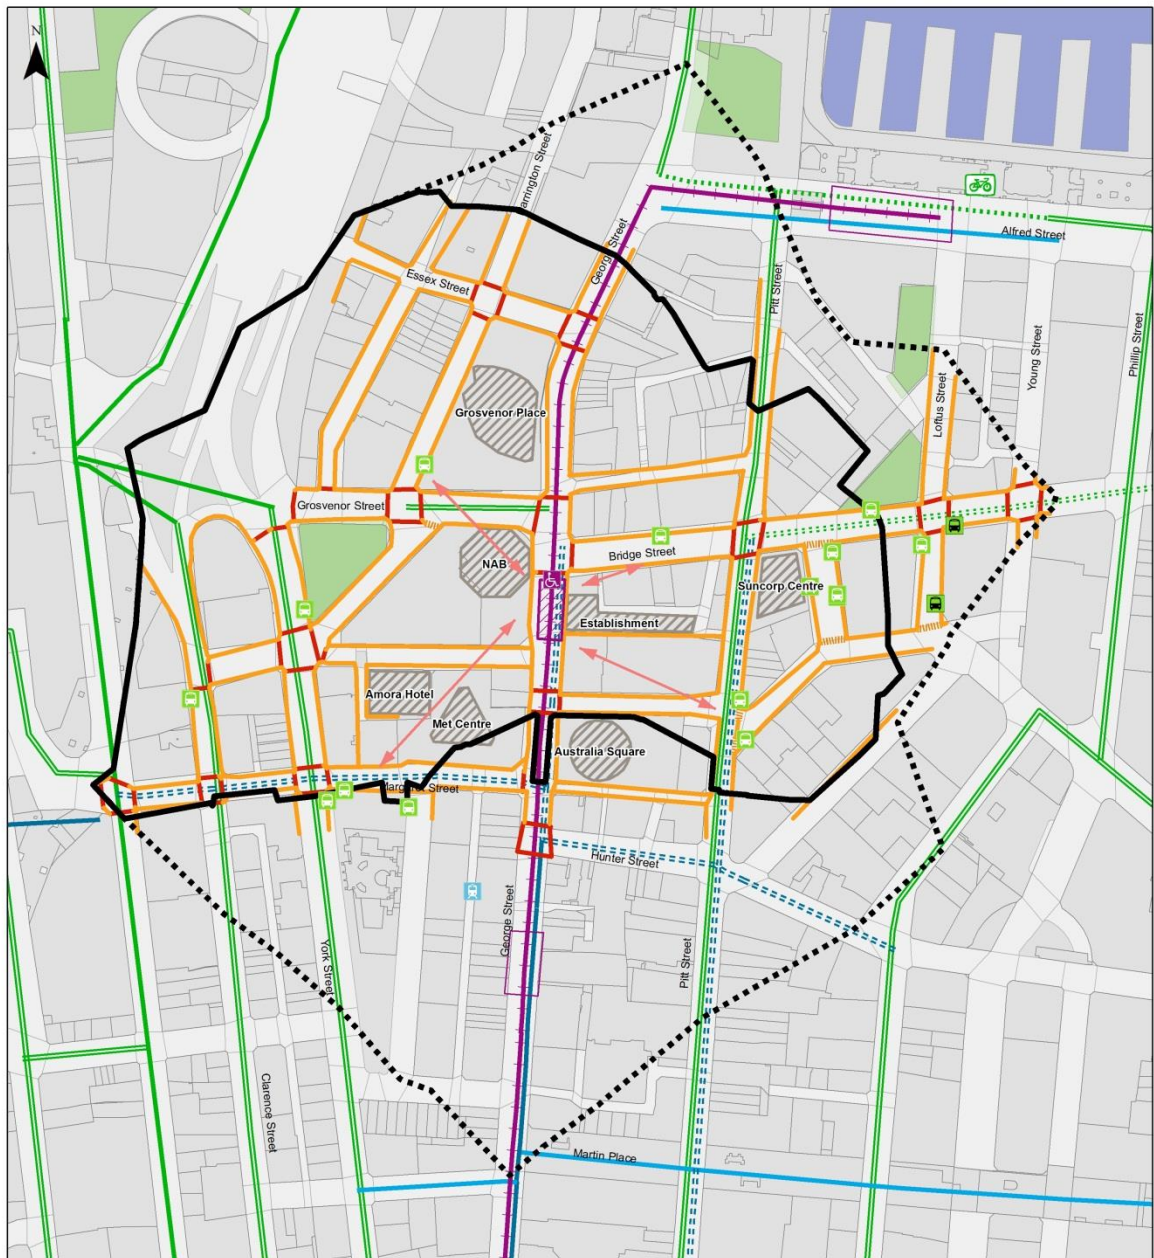 N
Harrington Street
George Street
Alfred Street
Essex Street
Pitt Street
Young Street
Phillip Street
Loftus Street
Grosvenor Place
Grosvenor Street
Bridge Street
NAB
Suncorp Centre
Establishment
Amora Hotel
Met Centre
Australia Square
Margaret Street
Hunter Street
George Street
York Street
Pitt Street
Clarence Street
Martin Place